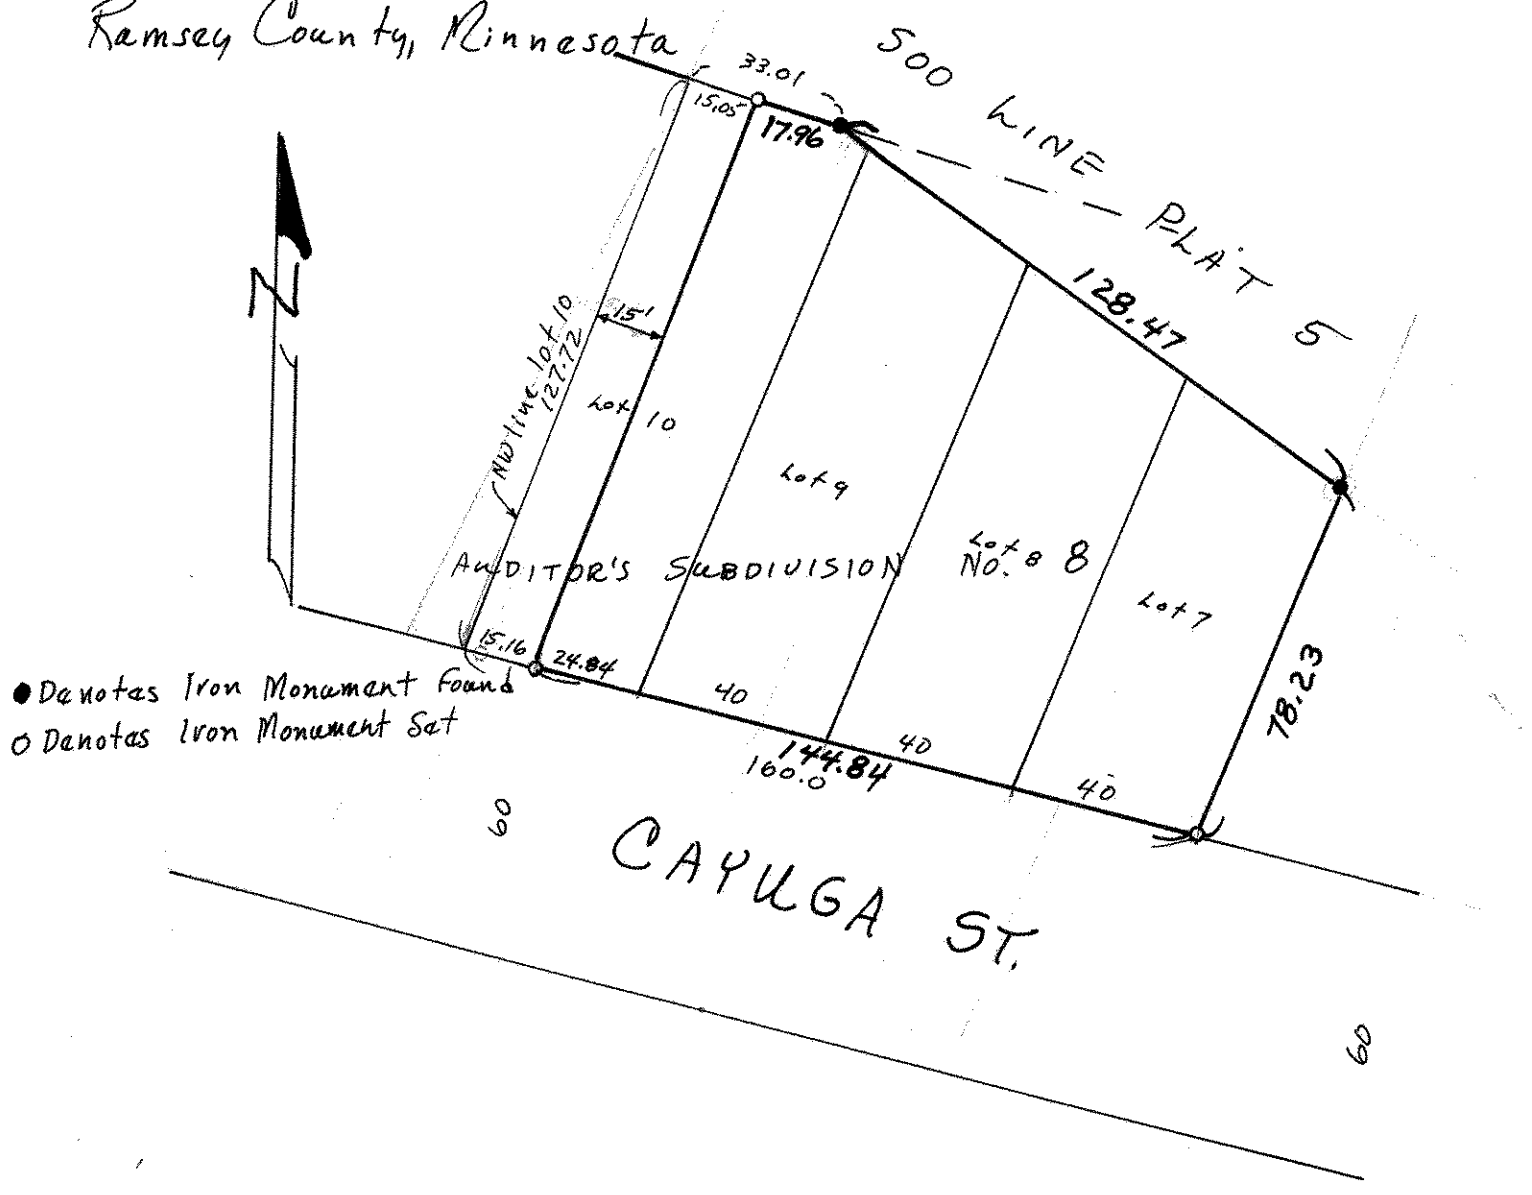 Ramsey County, Minnesota
33.01
15.05
17.96
SOO LINE PLAT 5
128.47
N
15'
NW line Lot 10
127.72
Lot 10
Lot 9
Lot 8
Lot 7
AUDITOR'S SUBDIVISION NO. 8
78.23
15.16
24.84
40
40
40
144.84
160.0
● Denotes Iron Monument Found
○ Denotes Iron Monument Set
60
CAYUGA ST.
60